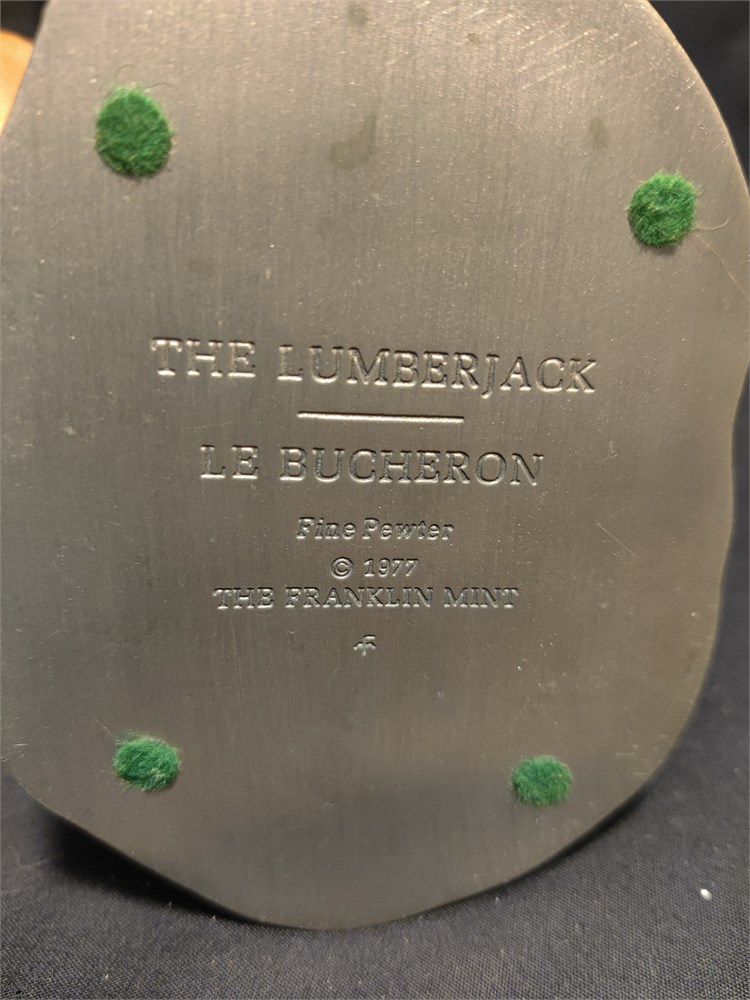 THE LUMBERJACK
LE BUCHERON
Fine Pewter
© 1977
THE FRANKLIN MINT